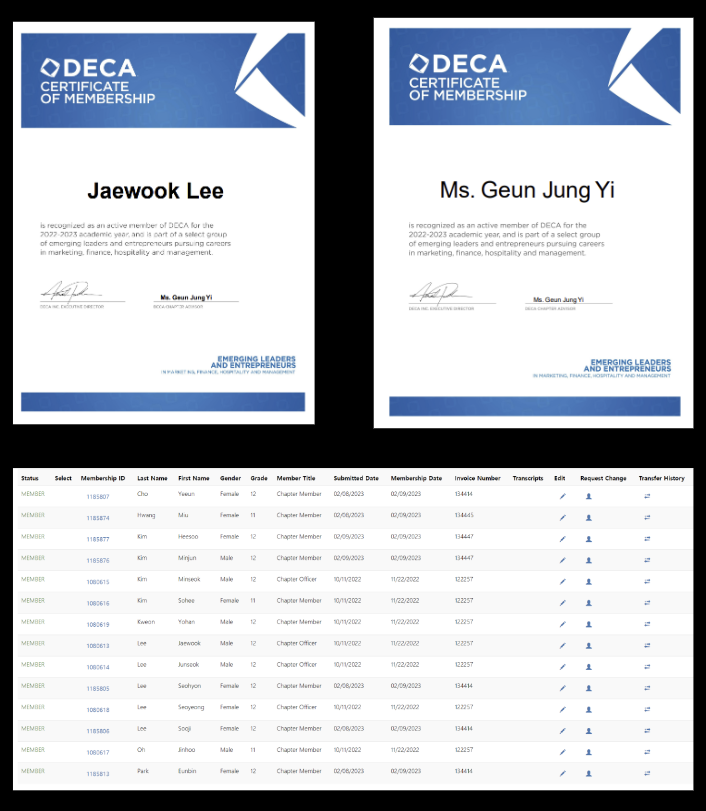 DECA
CERTIFICATE
OF MEMBERSHIP
Jaewook Lee
is recognized as an active member of DECA for the
2022-2023 academic year, and is part of a select group
of emerging leaders and entrepreneurs pursuing careers
in marketing, finance, hospitality and management.
Ms. Geun Jung Yi
DECA INC. EXECUTIVE DIRECTOR
DECA CHAPTER ADVISOR
EMERGING LEADERS
AND ENTREPRENEURS
IN MARKETING, FINANCE, HOSPITALITY AND MANAGEMENT
DECA
CERTIFICATE
OF MEMBERSHIP
Ms. Geun Jung Yi
is recognized as an active member of DECA for the
2022-2023 academic year, and is part of a select group
of emerging leaders and entrepreneurs pursuing careers
in marketing, finance, hospitality and management.
Ms. Geun Jung Yi
DECA INC. EXECUTIVE DIRECTOR
DECA CHAPTER ADVISOR
EMERGING LEADERS
AND ENTREPRENEURS
IN MARKETING, FINANCE, HOSPITALITY AND MANAGEMENT
Status Select Membership ID Last Name First Name Gender Grade Member Title Submitted Date Membership Date Invoice Number Transcripts Edit Request Change Transfer History
MEMBER 1185807 Cho Yeeun Female 12 Chapter Member 02/08/2023 02/09/2023 134414
MEMBER 1185874 Hwang Miu Female 11 Chapter Member 02/08/2023 02/09/2023 134445
MEMBER 1185877 Kim Heesoo Female 12 Chapter Member 02/09/2023 02/09/2023 134447
MEMBER 1185876 Kim Minjun Male 12 Chapter Member 02/09/2023 02/09/2023 134447
MEMBER 1080615 Kim Minseok Male 12 Chapter Officer 10/11/2022 11/22/2022 122257
MEMBER 1080616 Kim Sohee Female 11 Chapter Member 10/11/2022 11/22/2022 122257
MEMBER 1080619 Kweon Yohan Male 12 Chapter Member 10/11/2022 11/22/2022 122257
MEMBER 1080613 Lee Jaewook Male 12 Chapter Officer 10/11/2022 11/22/2022 122257
MEMBER 1080614 Lee Junseok Male 12 Chapter Officer 10/11/2022 11/22/2022 122257
MEMBER 1185805 Lee Seohyon Female 12 Chapter Member 02/08/2023 02/09/2023 134414
MEMBER 1080618 Lee Seoyeong Female 12 Chapter Officer 10/11/2022 11/22/2022 122257
MEMBER 1185806 Lee Sooji Female 12 Chapter Member 02/08/2023 02/09/2023 134414
MEMBER 1080617 Oh Jinhoo Male 11 Chapter Member 10/11/2022 11/22/2022 122257
MEMBER 1185813 Park Eunbin Female 12 Chapter Member 02/08/2023 02/09/2023 134414